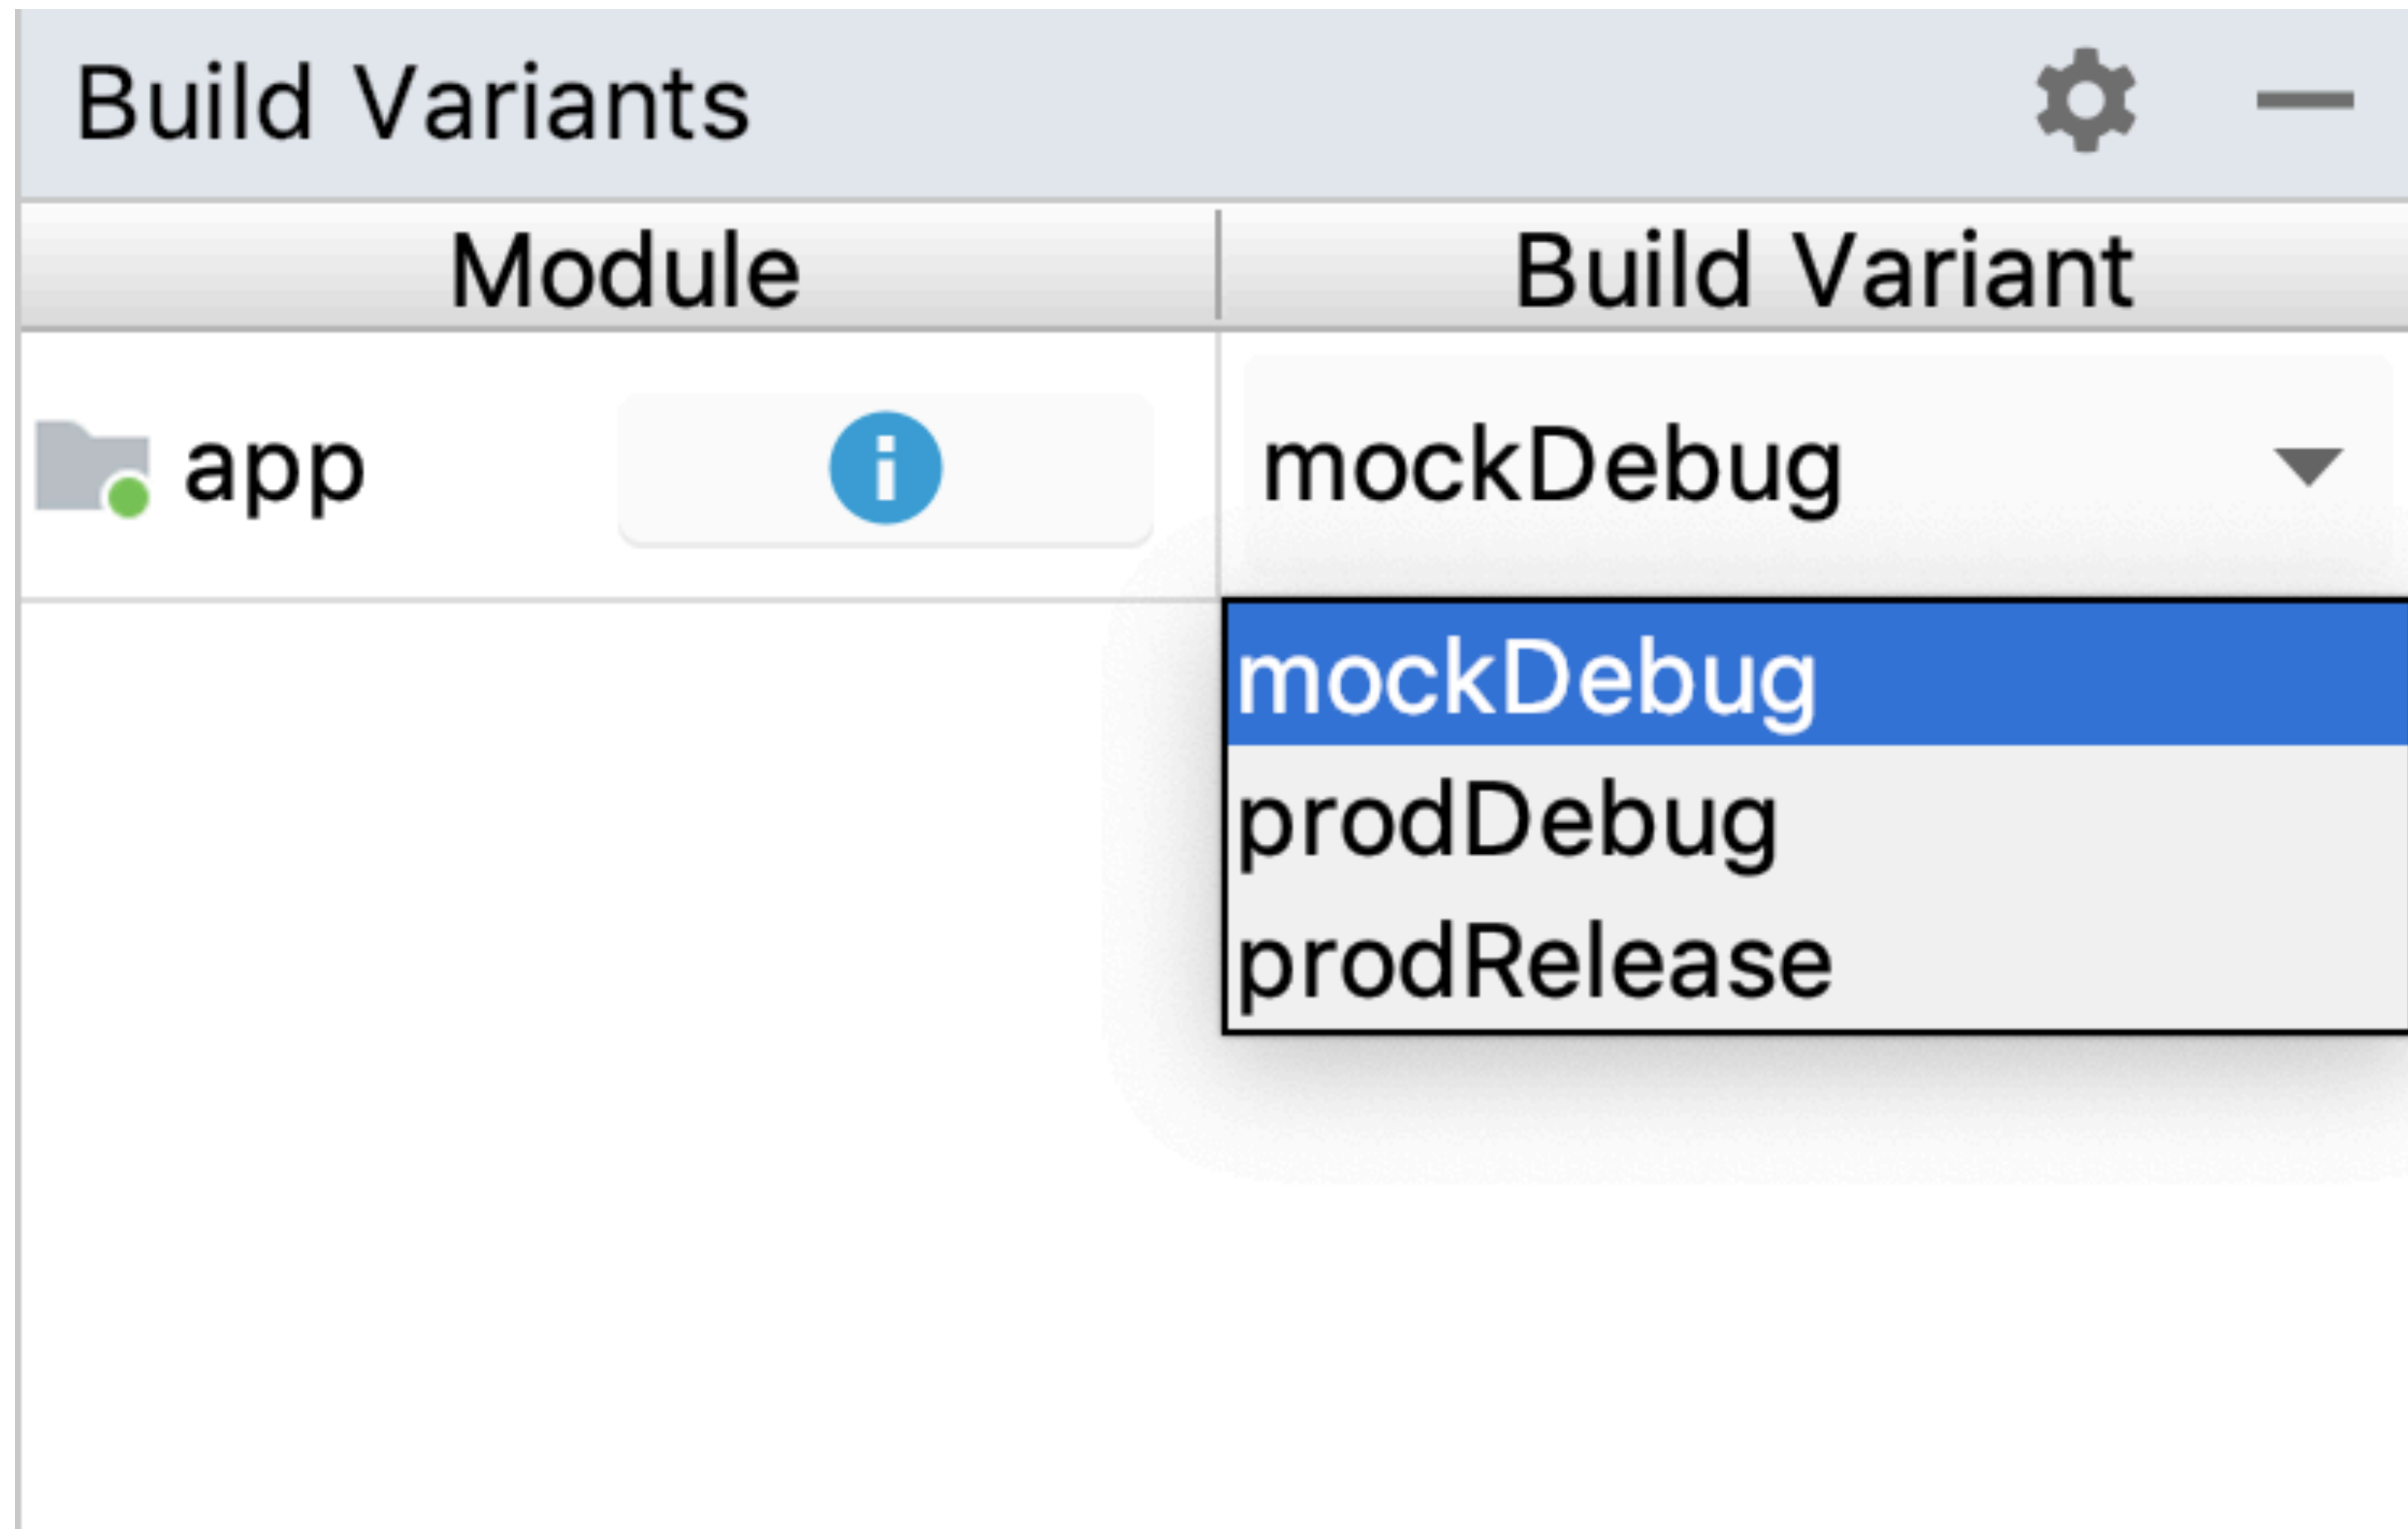 Build Variants
Module Build Variant
app mockDebug
mockDebug
prodDebug
prodRelease